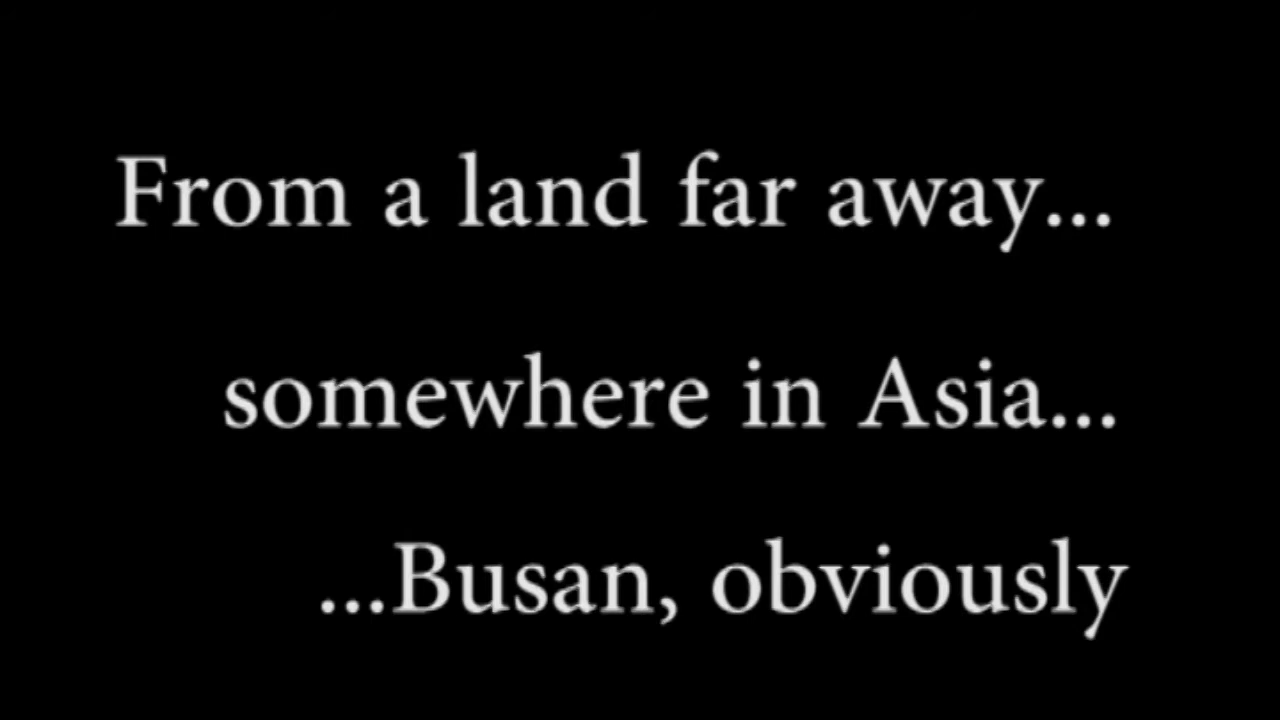 From a land far away...
somewhere in Asia...
...Busan, obviously